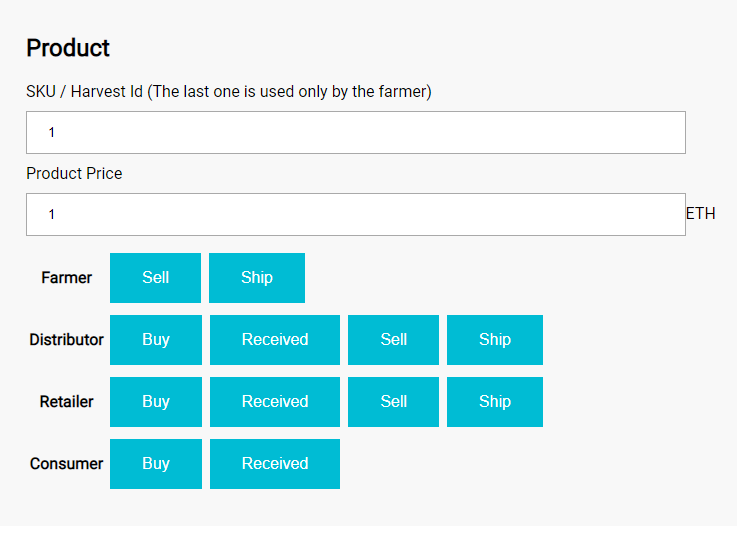 Product
SKU / Harvest Id (The last one is used only by the farmer)
1
Product Price
1 ETH
Farmer Sell Ship
Distributor Buy Received Sell Ship
Retailer Buy Received Sell Ship
Consumer Buy Received